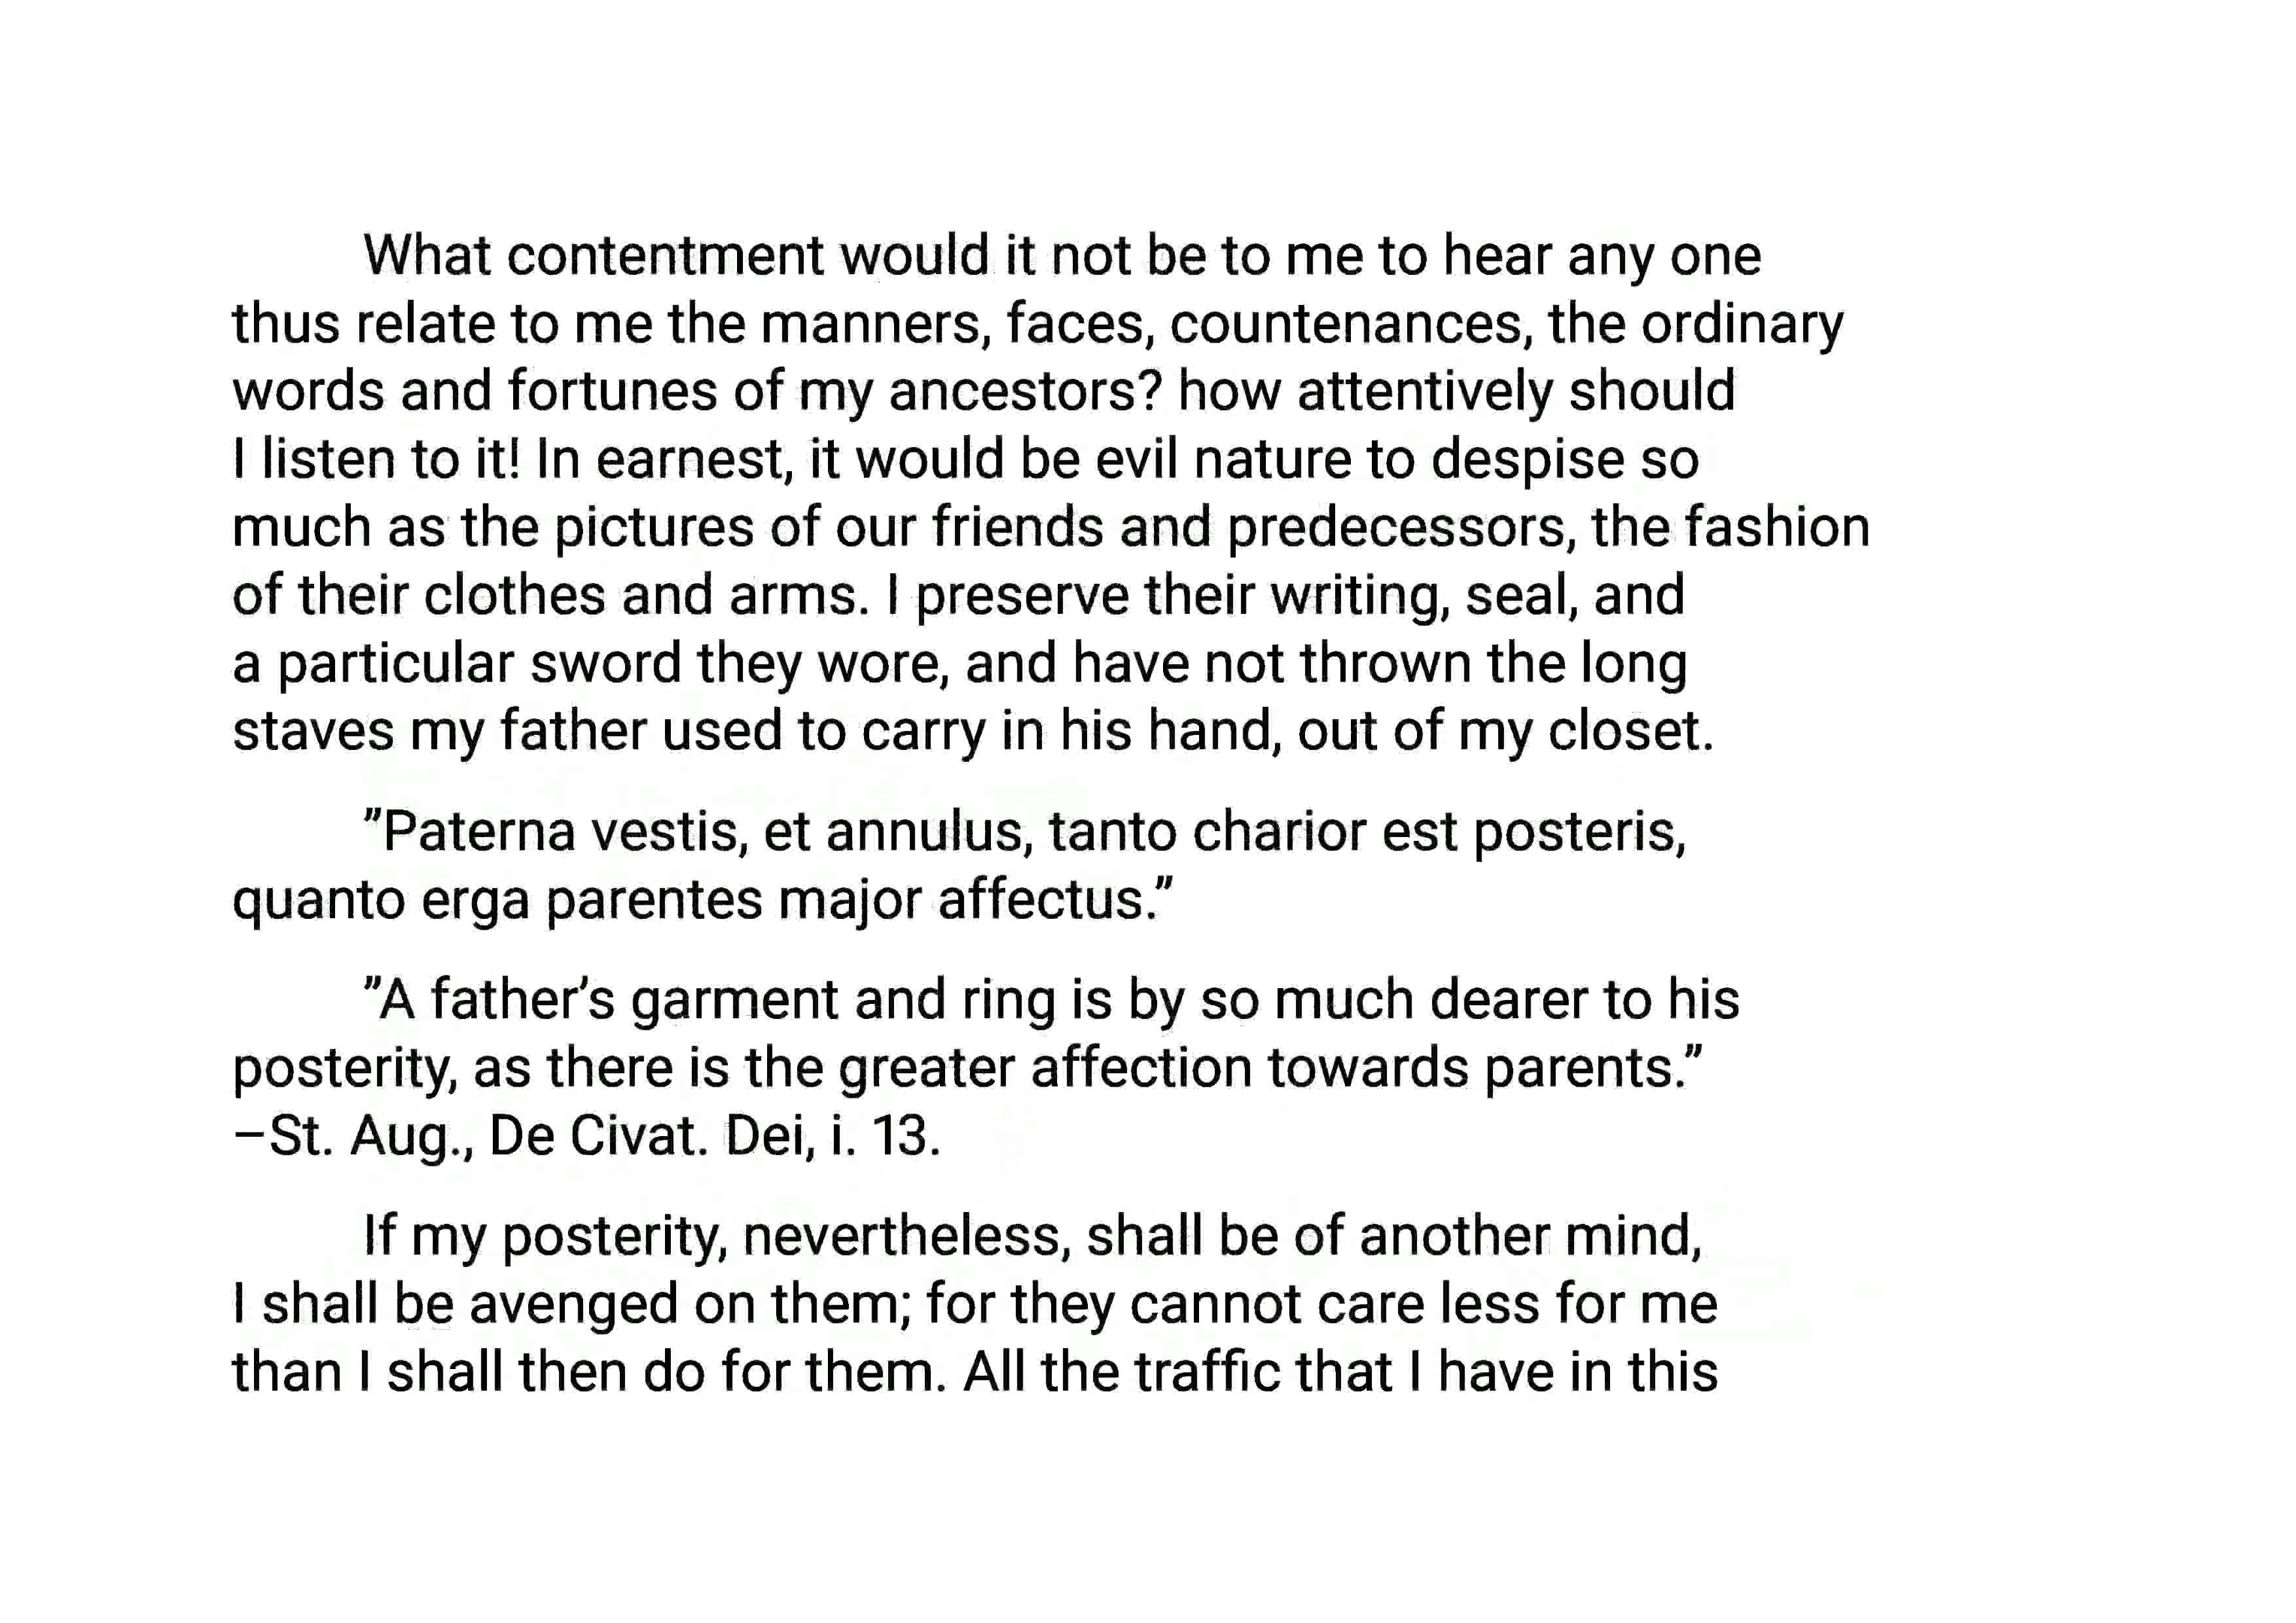 What contentment would it not be to me to hear any one
thus relate to me the manners, faces, countenances, the ordinary
words and fortunes of my ancestors? how attentively should
I listen to it! In earnest, it would be evil nature to despise so
much as the pictures of our friends and predecessors, the fashion
of their clothes and arms. I preserve their writing, seal, and
a particular sword they wore, and have not thrown the long
staves my father used to carry in his hand, out of my closet.
”Paterna vestis, et annulus, tanto charior est posteris,
quanto erga parentes major affectus.”
”A father’s garment and ring is by so much dearer to his
posterity, as there is the greater affection towards parents.”
–St. Aug., De Civat. Dei, i. 13.
If my posterity, nevertheless, shall be of another mind,
I shall be avenged on them; for they cannot care less for me
than I shall then do for them. All the traffic that I have in this